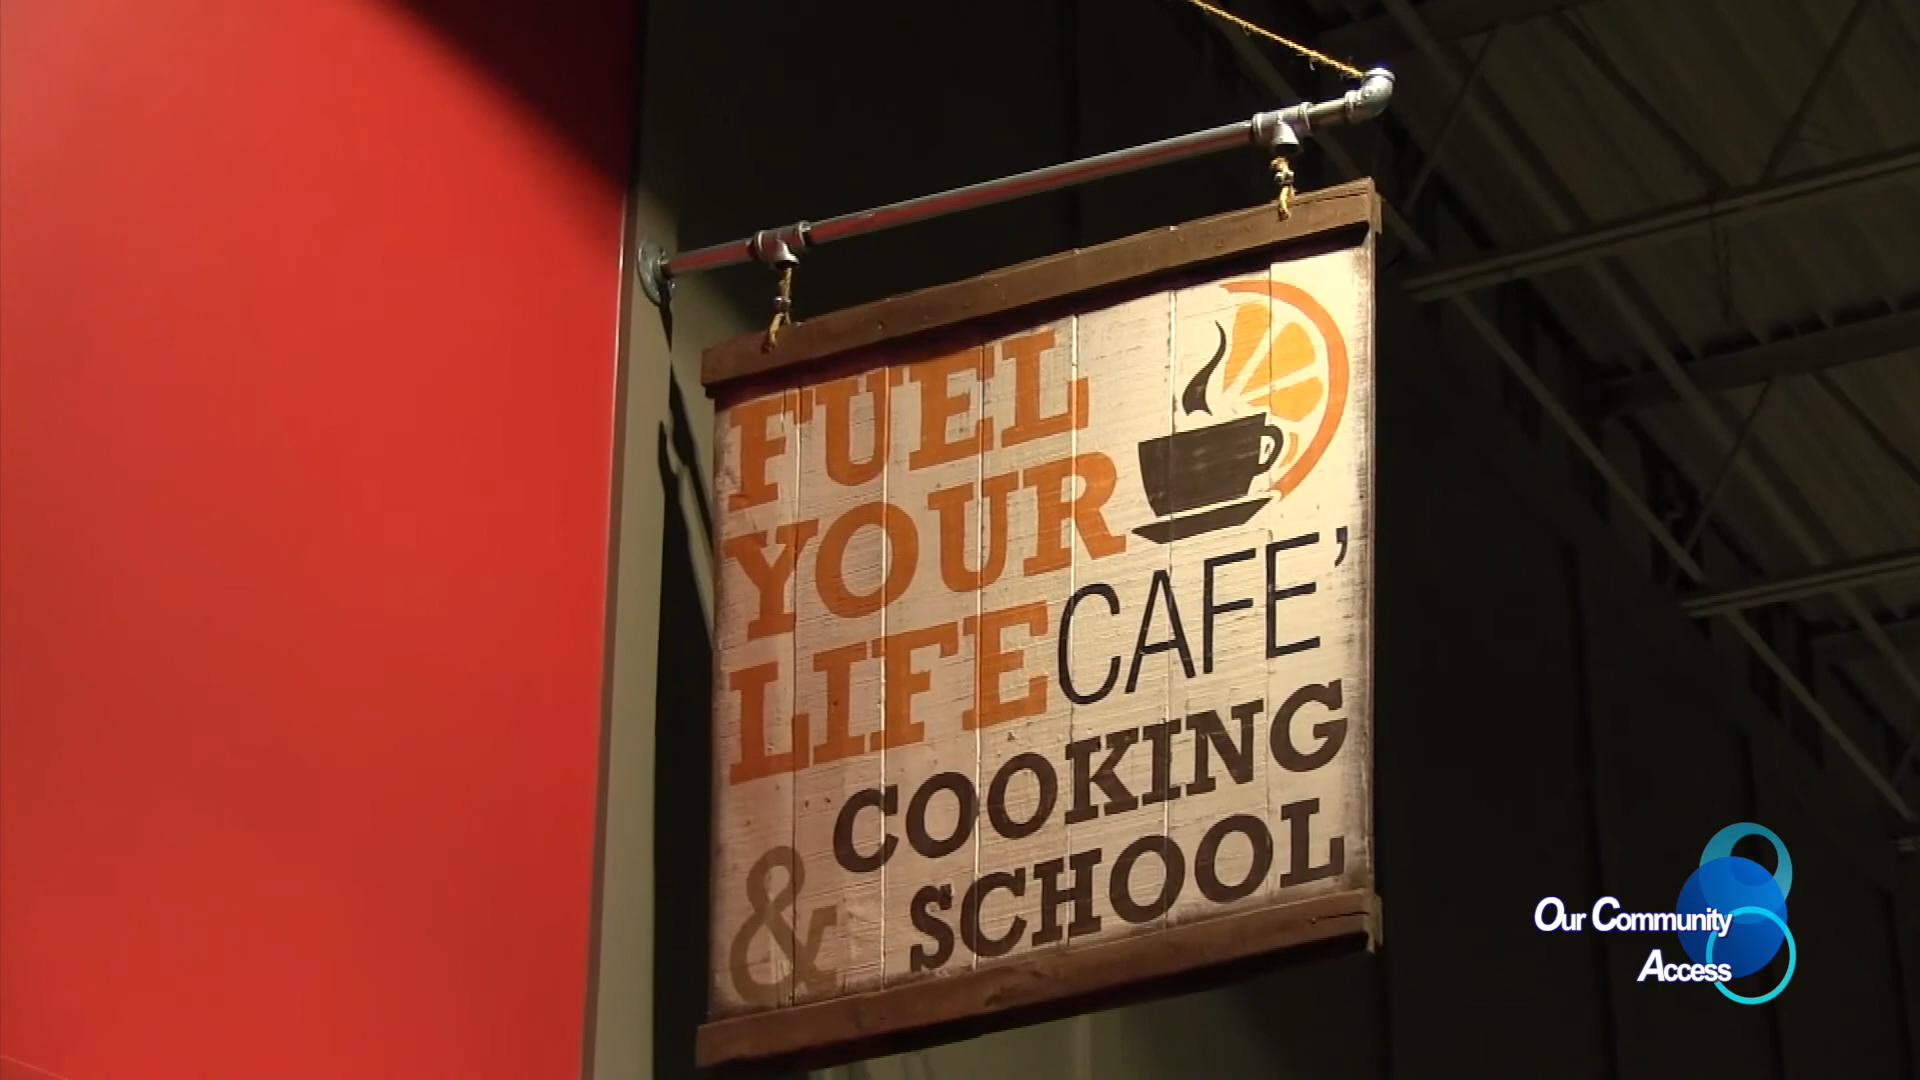 FUEL
YOUR
LIFE CAFE'
& COOKING
SCHOOL
Our Community
Access